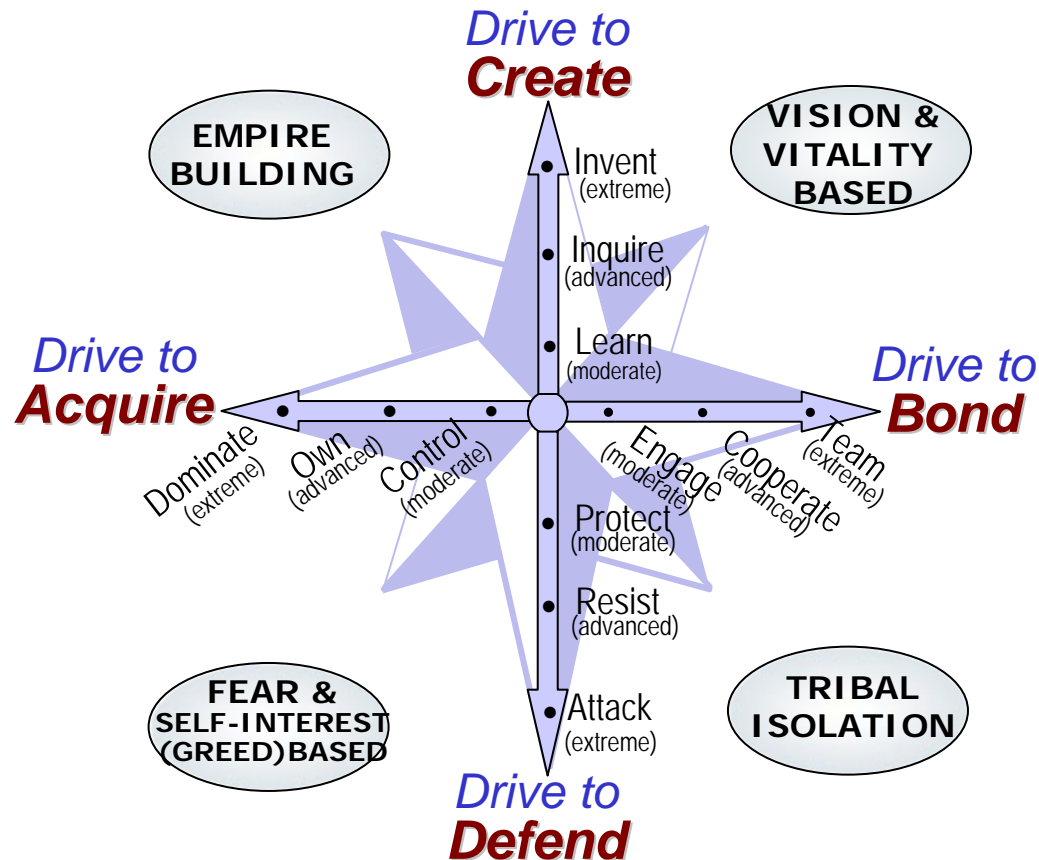 Drive to
Create
EMPIRE
BUILDING
VISION &
VITALITY
BASED
Invent
(extreme)
Inquire
(advanced)
Learn
(moderate)
Drive to
Acquire
Drive to
Bond
Dominate
(extreme)
Own
(advanced)
Control
(moderate)
Engage
(moderate)
Cooperate
(advanced)
Team
(extreme)
Protect
(moderate)
Resist
(advanced)
Attack
(extreme)
FEAR &
SELF-INTEREST
(GREED)BASED
TRIBAL
ISOLATION
Drive to
Defend